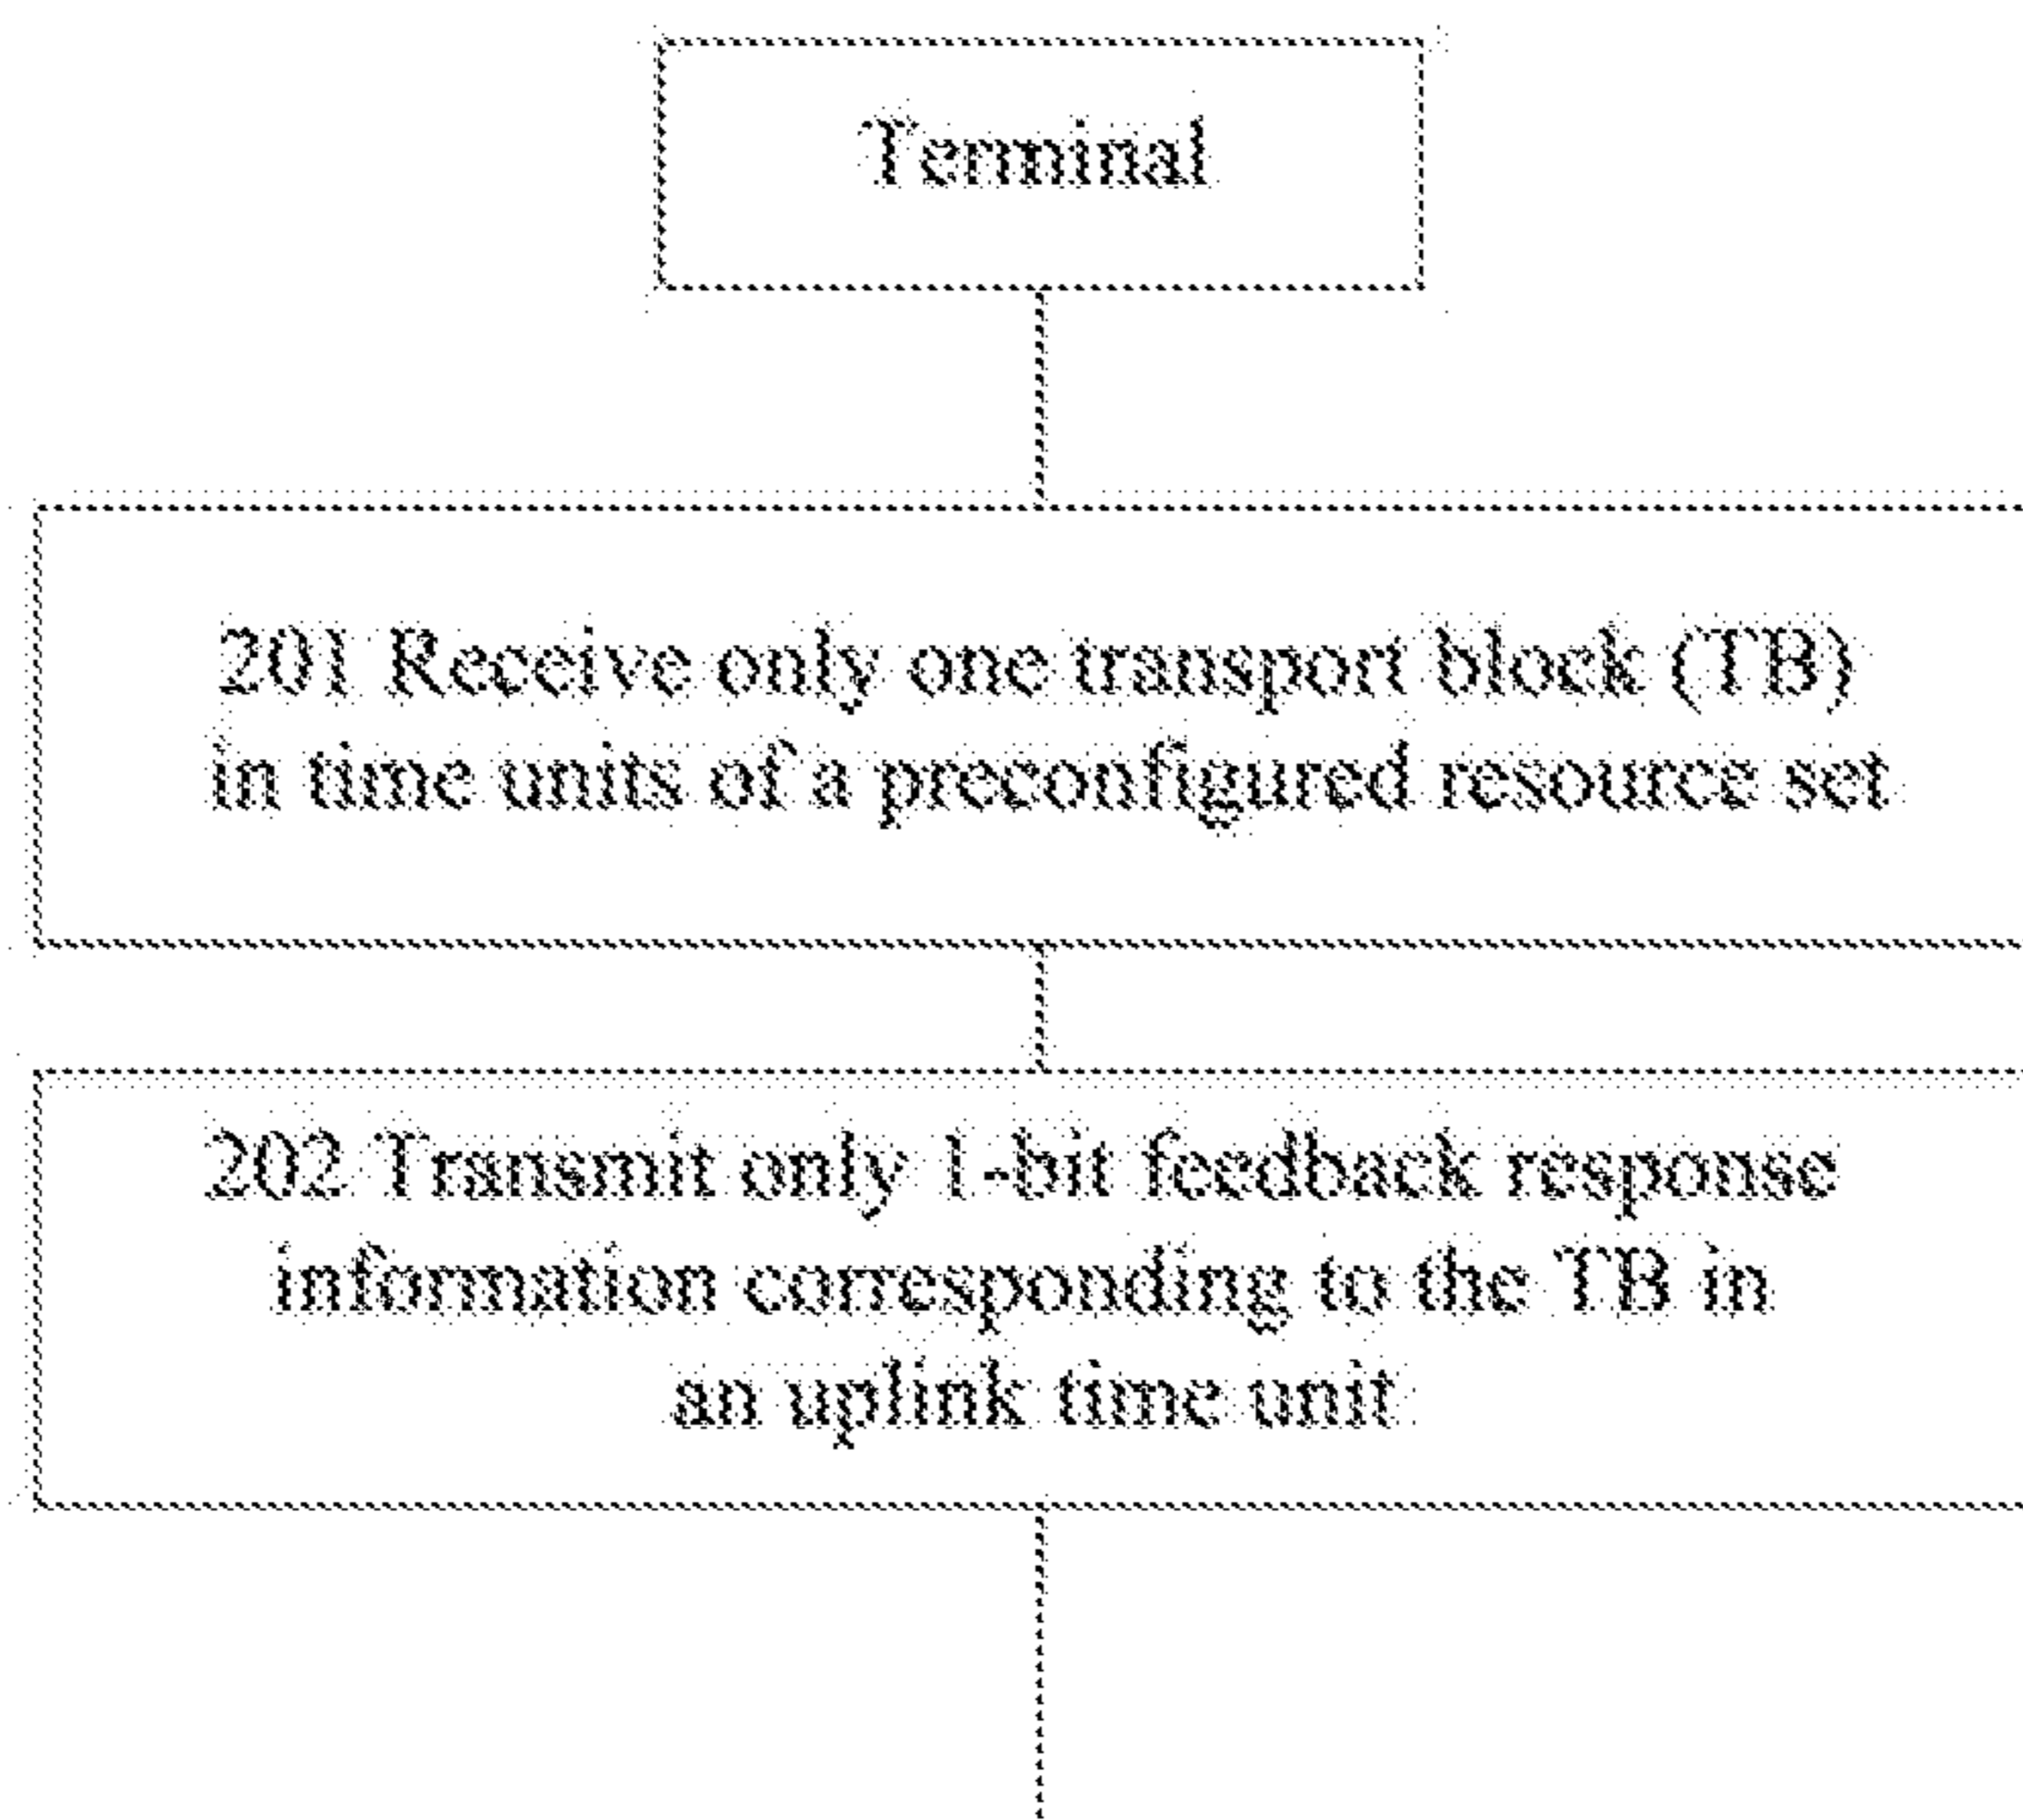 Terminal
201 Receive only one transport block (TB)
in time units of a preconfigured resource set
202 Transmit only 1-bit feedback response
information corresponding to the TB in
an uplink time unit